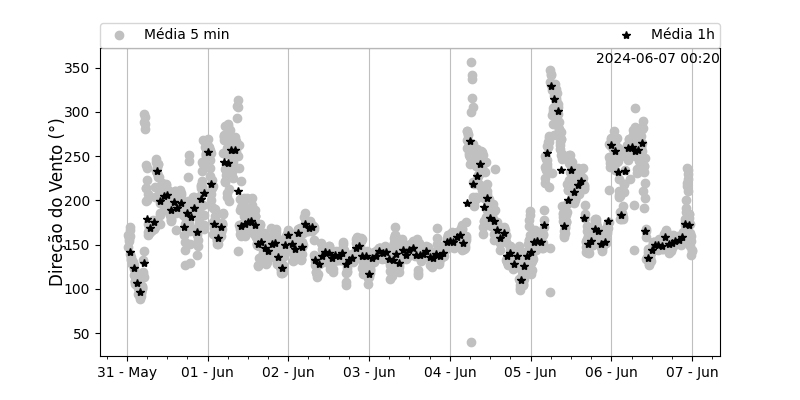 Média 5 min
Média 1h
2024-06-07 00:20
Direção do Vento (°)
350
300
250
200
150
100
50
31 - May
01 - Jun
02 - Jun
03 - Jun
04 - Jun
05 - Jun
06 - Jun
07 - Jun